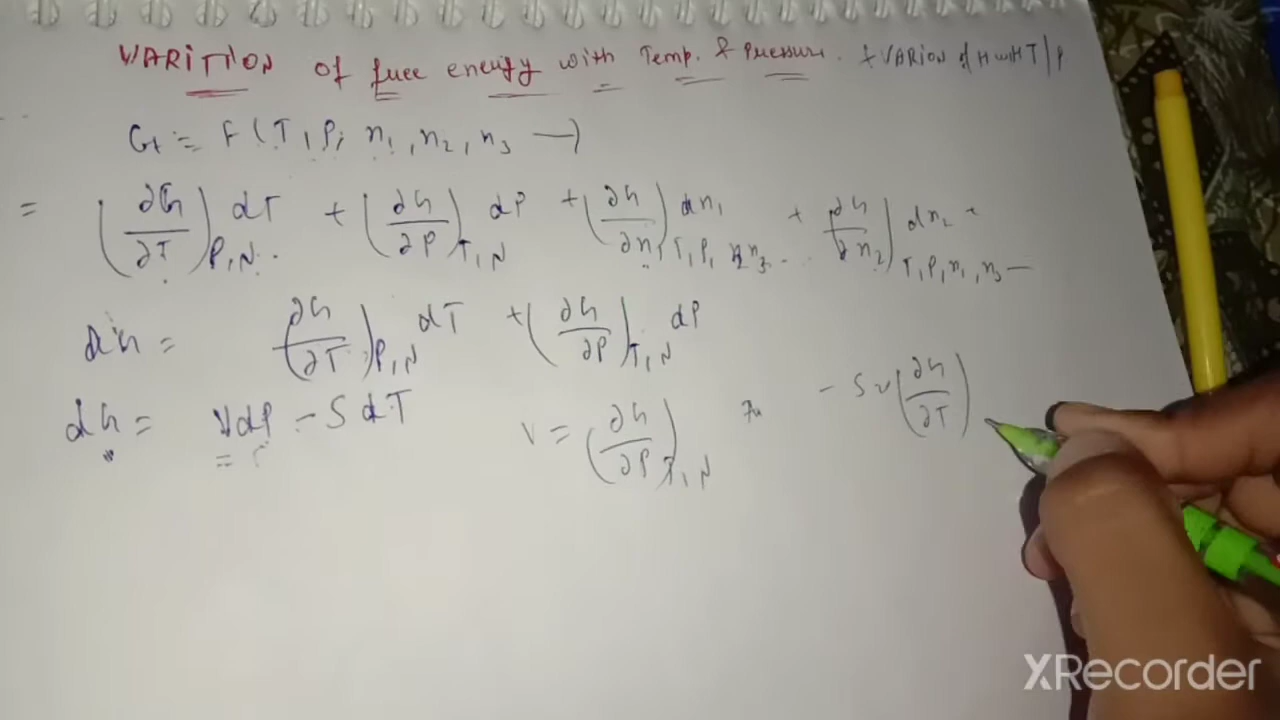 VARITION of free energy with Temp. & Pressure. + VARION of H with T/P
G = F (T, P, n₁, n₂, n₃ —)
= (∂G/∂T)P,N. dT + (∂G/∂P)T,N dP + (∂G/∂n₁)T,P, n₂ n₃ .. dn₁ + (∂G/∂n₂)T,P,n₁,n₃— dn₂ +
dG = (∂G/∂T)P,N dT + (∂G/∂P)T,N dP
dG = VdP - SdT V = (∂G/∂P)T,N - S (∂G/∂T)
XRecorder